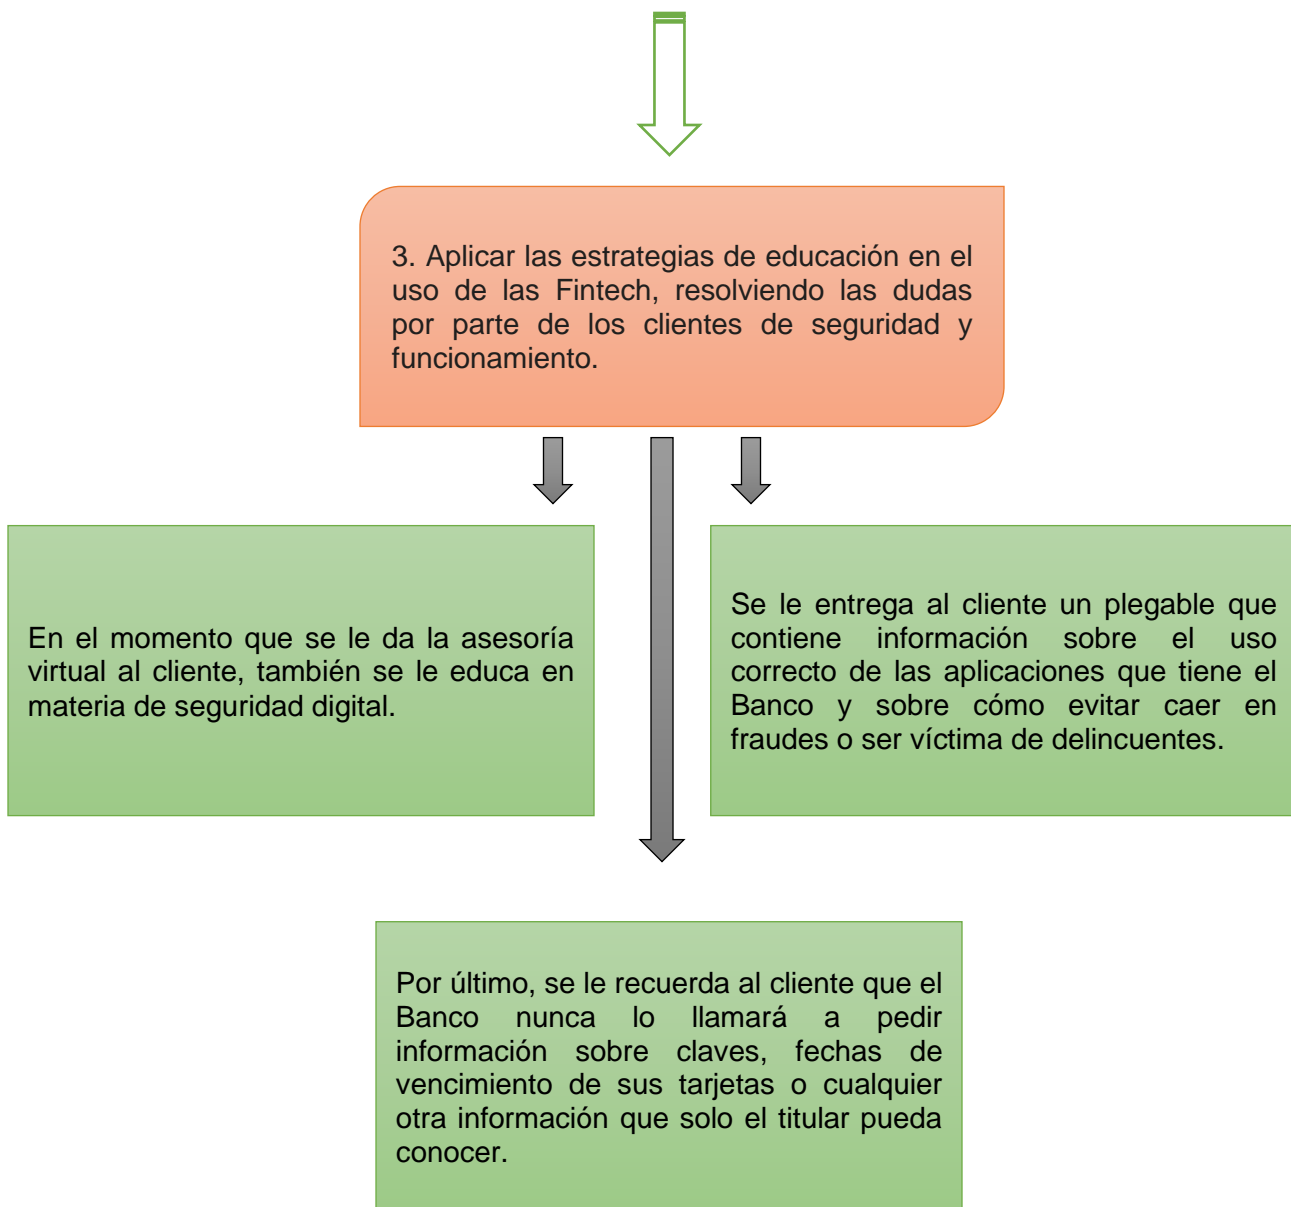 3. Aplicar las estrategias de educación en el
uso de las Fintech, resolviendo las dudas
por parte de los clientes de seguridad y
funcionamiento.
En el momento que se le da la asesoría
virtual al cliente, también se le educa en
materia de seguridad digital.
Se le entrega al cliente un plegable que
contiene información sobre el uso
correcto de las aplicaciones que tiene el
Banco y sobre cómo evitar caer en
fraudes o ser víctima de delincuentes.
Por último, se le recuerda al cliente que el
Banco nunca lo llamará a pedir
información sobre claves, fechas de
vencimiento de sus tarjetas o cualquier
otra información que solo el titular pueda
conocer.